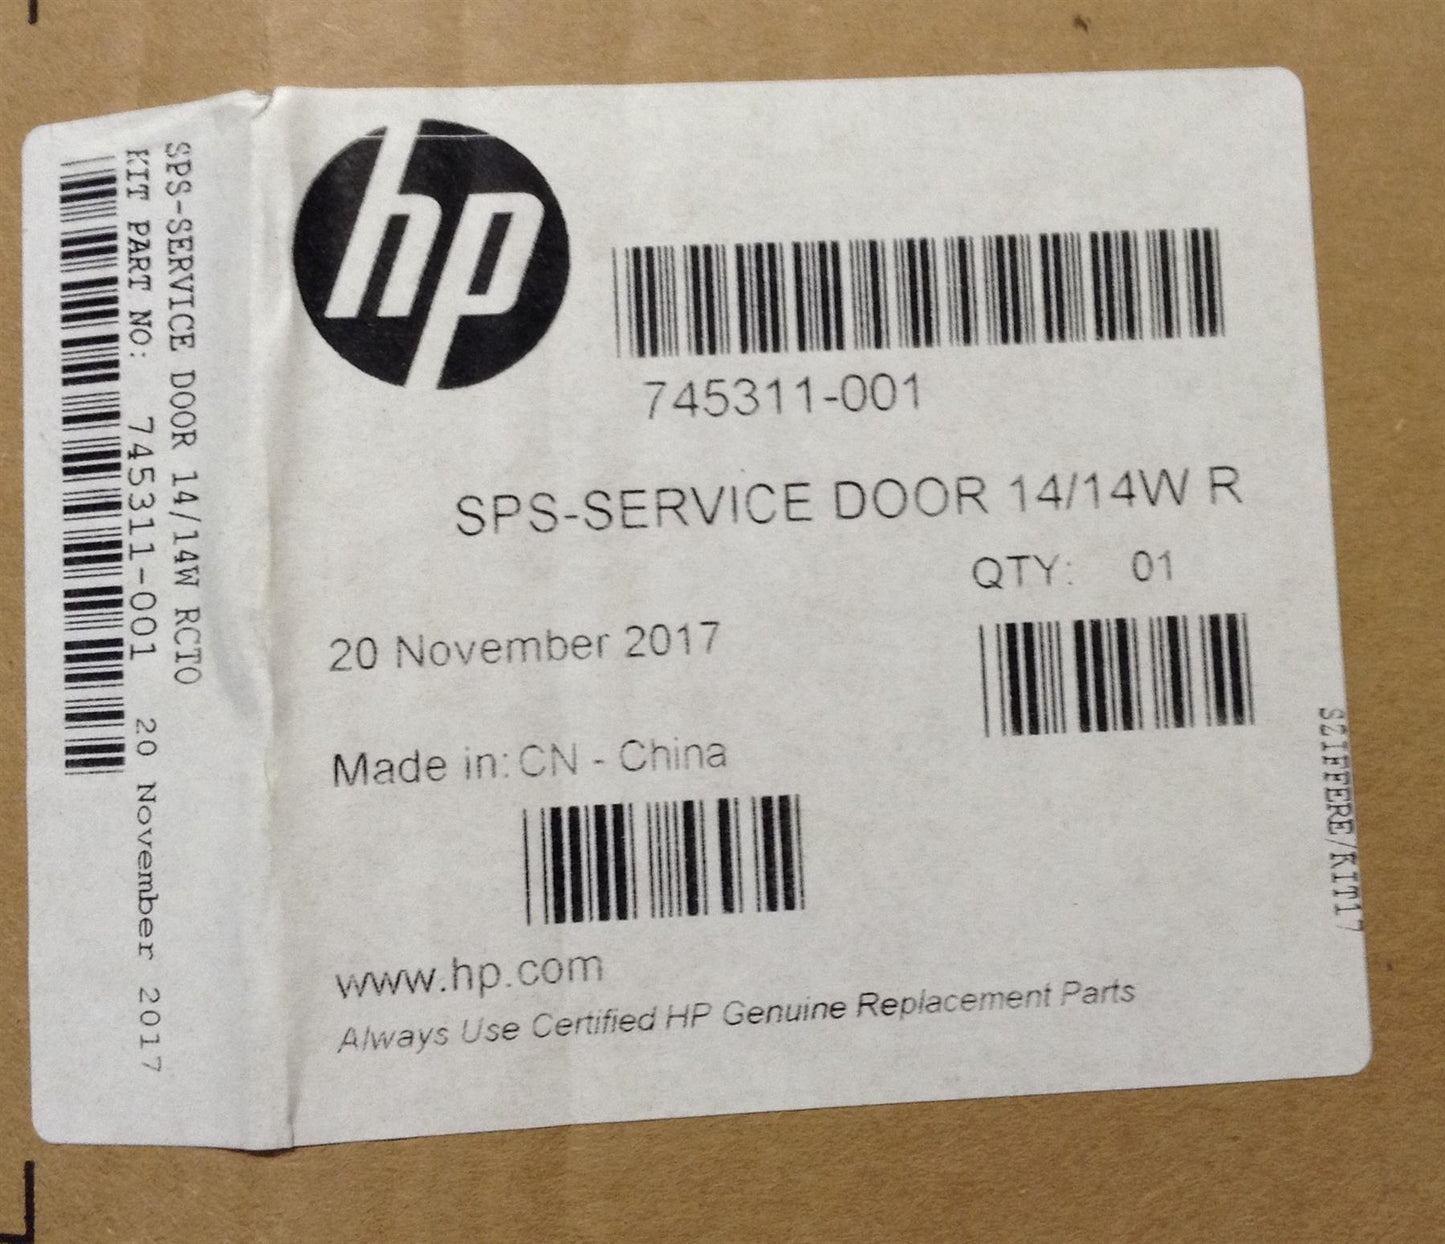 SPS-SERVICE DOOR 14/14W RCTO
KIT PART NO: 745311-001 20 November 2017
hp
745311-001
SPS-SERVICE DOOR 14/14W R
QTY: 01
20 November 2017
Made in: CN - China
www.hp.com
Always Use Certified HP Genuine Replacement Parts
SZIFFERE/KIT17